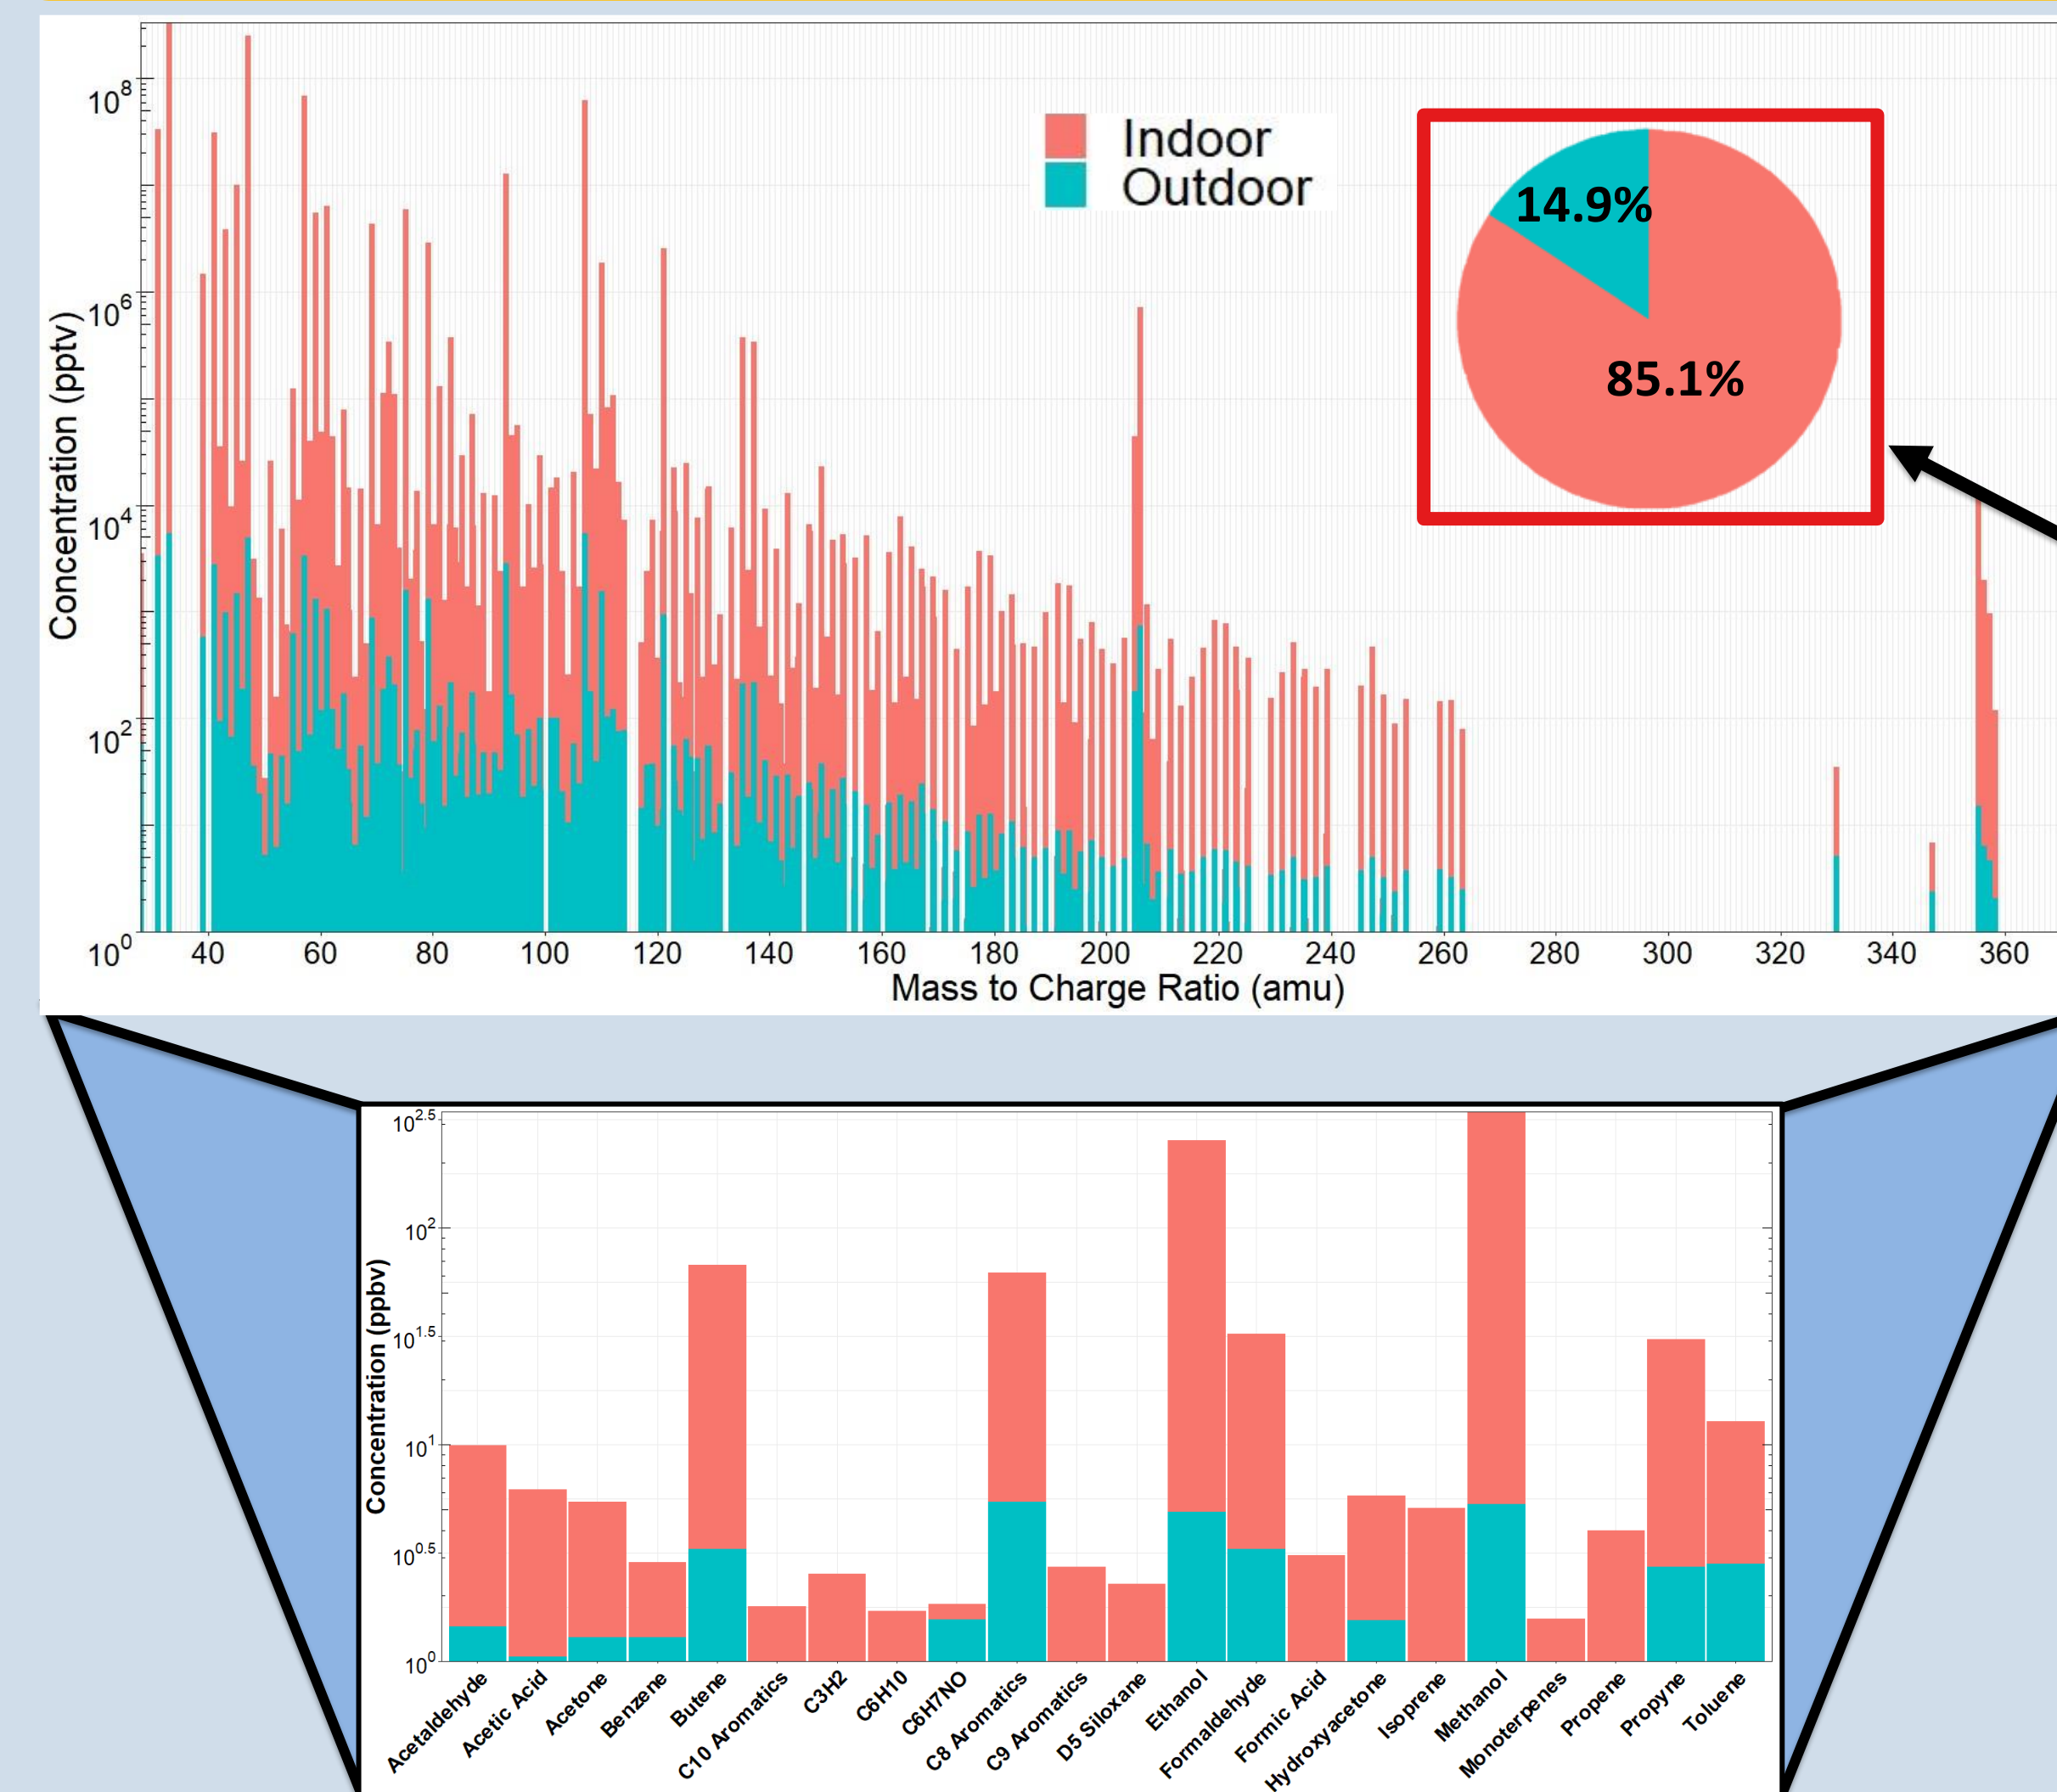 10^8
10^6
10^4
10^2
10^0
Concentration (pptv)
Indoor
Outdoor
14.9%
85.1%
40 60 80 100 120 140 160 180 200 220 240 260 280 300 320 340 360
Mass to Charge Ratio (amu)
10^2.5
10^2
10^1.5
10^1
10^0.5
10^0
Concentration (ppbv)
Acetaldehyde
Acetic Acid
Acetone
Benzene
Butene
C10 Aromatics
C3H2
C6H10
C6H7NO
C8 Aromatics
C9 Aromatics
D5 Siloxane
Ethanol
Formaldehyde
Formic Acid
Hydroxyacetone
Isoprene
Methanol
Monoterpenes
Propene
Propyne
Toluene